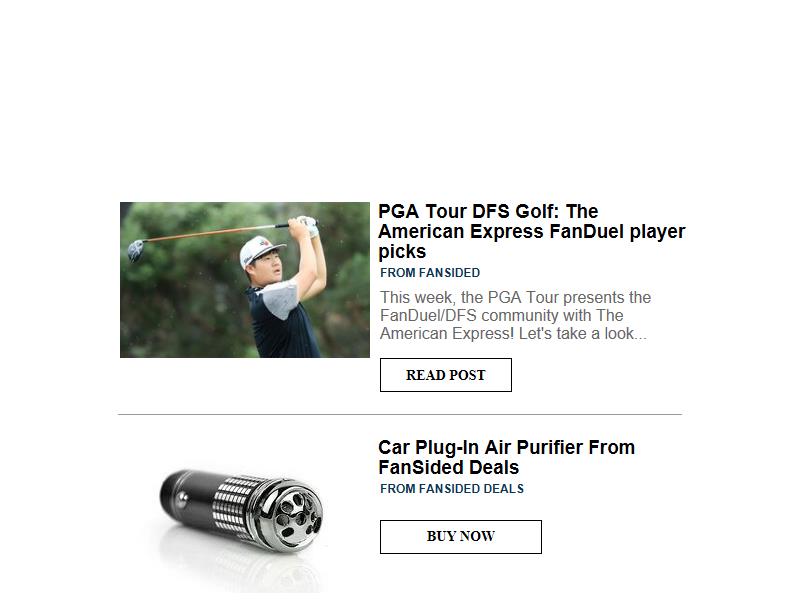 PGA Tour DFS Golf: The
American Express FanDuel player
picks
FROM FANSIDED
This week, the PGA Tour presents the
FanDuel/DFS community with The
American Express! Let's take a look...
READ POST
Car Plug-In Air Purifier From
FanSided Deals
FROM FANSIDED DEALS
BUY NOW